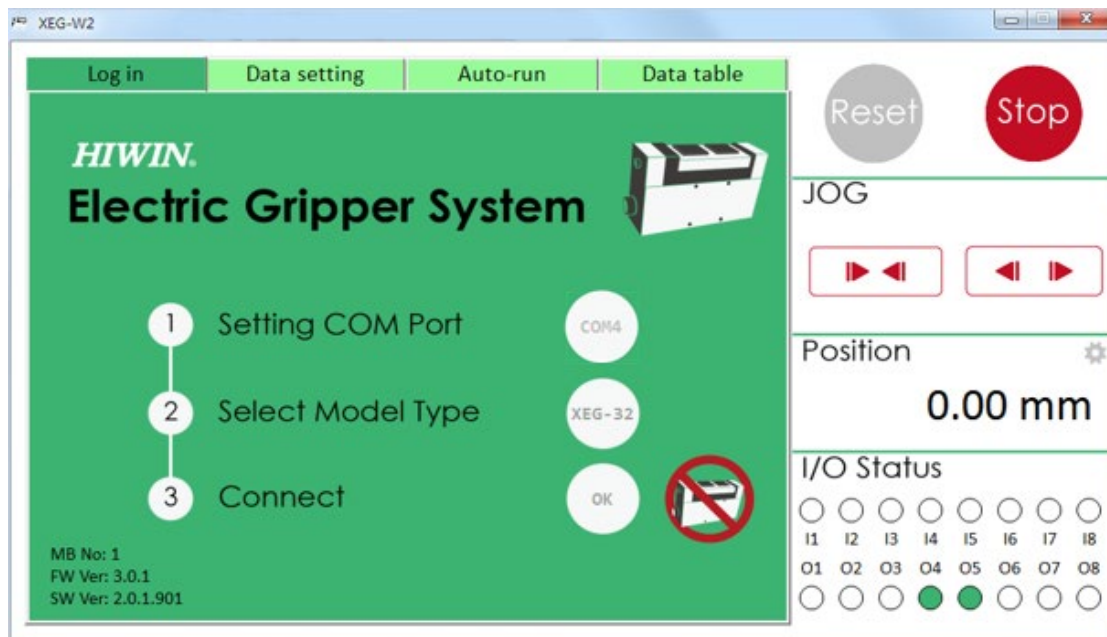 XEG-W2
Log in
Data setting
Auto-run
Data table
HIWIN.
Electric Gripper System
1 Setting COM Port COM4
2 Select Model Type XEG-32
3 Connect OK
MB No: 1
FW Ver: 3.0.1
SW Ver: 2.0.1.901
Reset
Stop
JOG
Position
0.00 mm
I/O Status
I1 I2 I3 I4 I5 I6 I7 I8
O1 O2 O3 O4 O5 O6 O7 O8